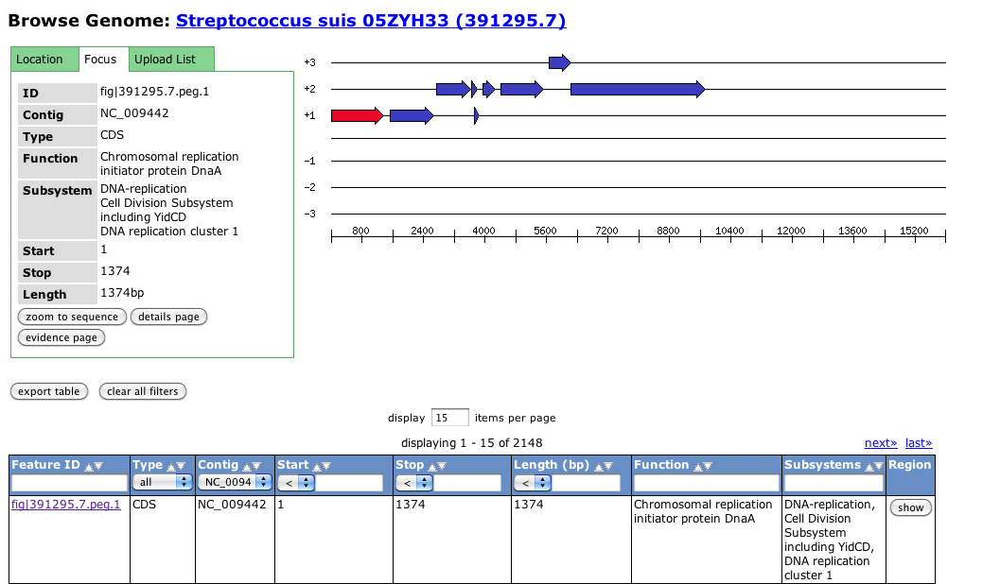 Browse Genome: Streptococcus suis 05ZYH33 (391295.7)
Location Focus Upload List
ID fig|391295.7.peg.1
Contig NC_009442
Type CDS
Function Chromosomal replication
initiator protein DnaA
Subsystem DNA-replication
Cell Division Subsystem
including YidCD
DNA replication cluster 1
Start 1
Stop 1374
Length 1374bp
zoom to sequence details page
evidence page
+3
+2
+1
-1
-2
-3
800 2400 4000 5600 7200 8800 10400 12000 13600 15200
export table clear all filters
display 15 items per page
displaying 1 - 15 of 2148
next» last»
Feature ID Type Contig Start Stop Length (bp) Function Subsystems Region
all NC_0094 < < <
fig|391295.7.peg.1 CDS NC_009442 1 1374 1374 Chromosomal replication DNA-replication, show
initiator protein DnaA Cell Division
Subsystem
including YidCD,
DNA replication
cluster 1